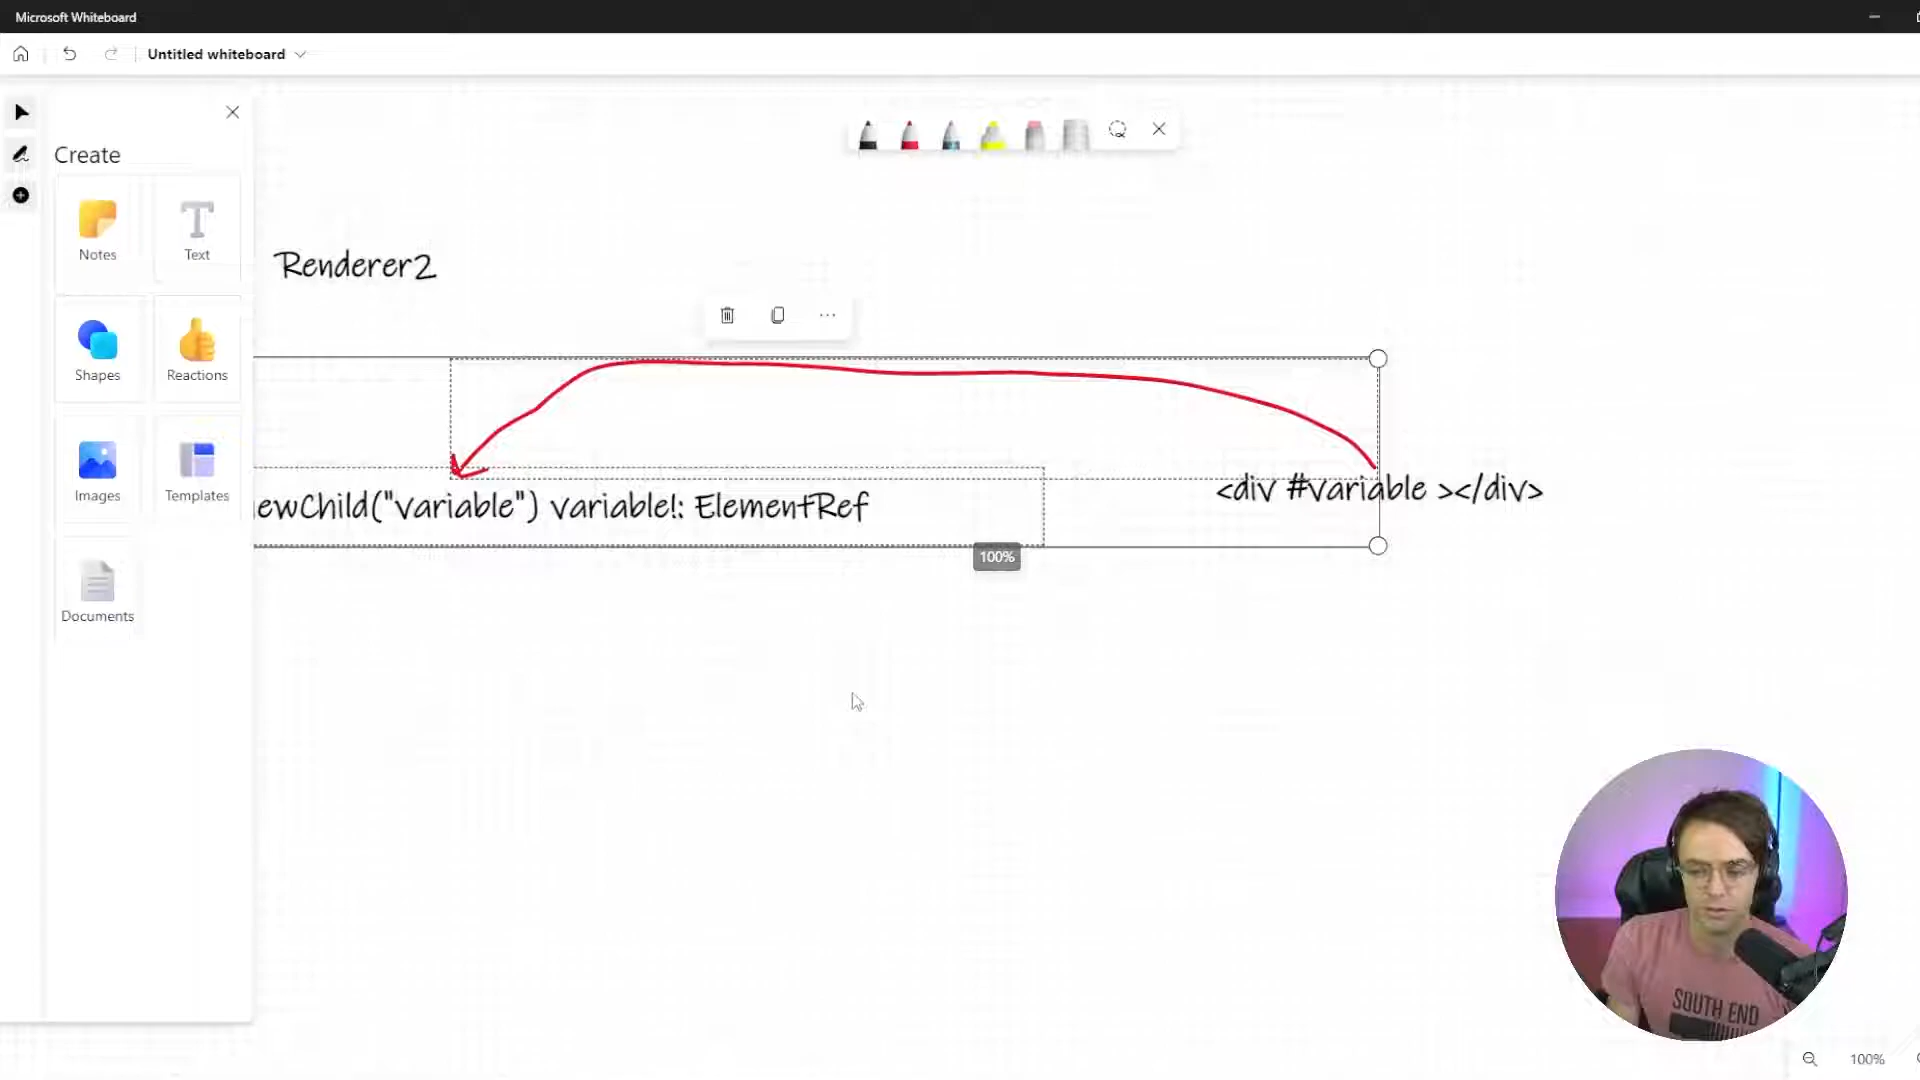 Microsoft Whiteboard
Untitled whiteboard
Create
Notes
Text
Shapes
Reactions
Images
Templates
Documents
Renderer2
ewChild("variable") variable!: ElementRef
<div #variable ></div>
100%
SOUTH END
100%